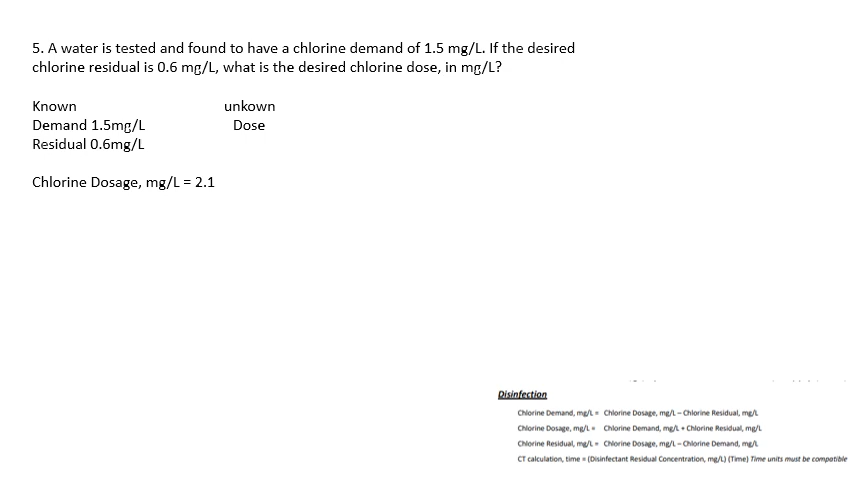 5. A water is tested and found to have a chlorine demand of 1.5 mg/L. If the desired
chlorine residual is 0.6 mg/L, what is the desired chlorine dose, in mg/L?
Known unkown
Demand 1.5mg/L Dose
Residual 0.6mg/L
Chlorine Dosage, mg/L = 2.1
Disinfection
Chlorine Demand, mg/L = Chlorine Dosage, mg/L – Chlorine Residual, mg/L
Chlorine Dosage, mg/L = Chlorine Demand, mg/L + Chlorine Residual, mg/L
Chlorine Residual, mg/L = Chlorine Dosage, mg/L – Chlorine Demand, mg/L
CT calculation, time = (Disinfectant Residual Concentration, mg/L) (Time) Time units must be compatible